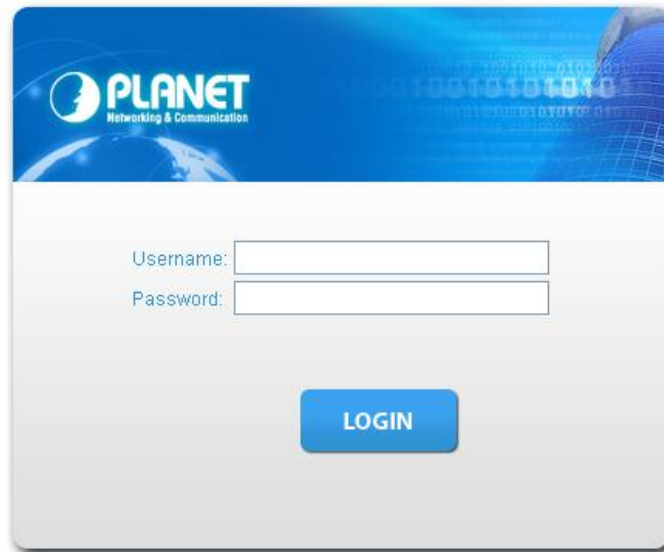 PLANET
Networking & Communication
Username:
Password:
LOGIN